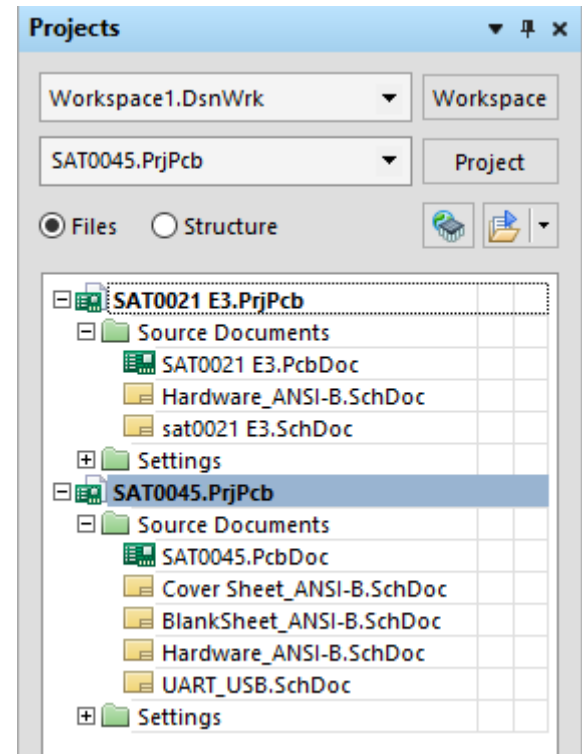 Projects
Workspace1.DsnWrk Workspace
SAT0045.PrjPcb Project
Files Structure
SAT0021 E3.PrjPcb
Source Documents
SAT0021 E3.PcbDoc
Hardware_ANSI-B.SchDoc
sat0021 E3.SchDoc
Settings
SAT0045.PrjPcb
Source Documents
SAT0045.PcbDoc
Cover Sheet_ANSI-B.SchDoc
BlankSheet_ANSI-B.SchDoc
Hardware_ANSI-B.SchDoc
UART_USB.SchDoc
Settings